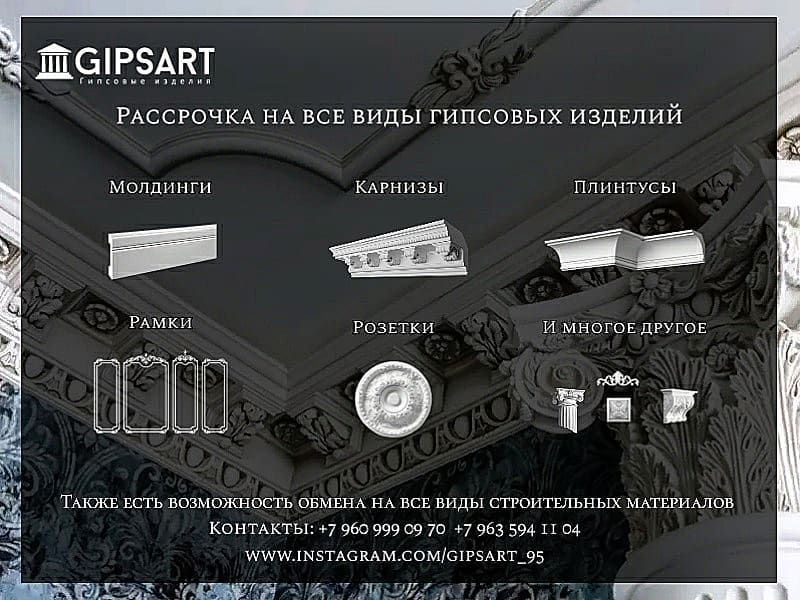 GIPSART
Гипсовые изделия
Рассрочка на все виды гипсовых изделий
Молдинги
Карнизы
Плинтусы
Рамки
Розетки
И многое другое
Также есть возможность обмена на все виды строительных материалов
Контакты: +7 960 999 09 70 +7 963 594 11 04
www.instagram.com/gipsart_95